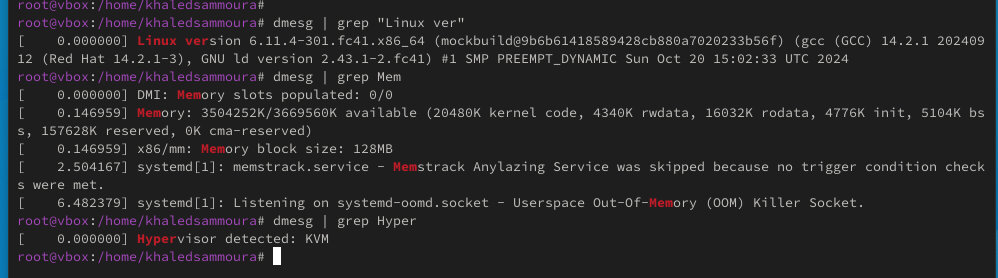 root@vbox:/home/khaledsammoura#
root@vbox:/home/khaledsammoura# dmesg | grep "Linux ver"
[    0.000000] Linux version 6.11.4-301.fc41.x86_64 (mockbuild@9b6b61418589428cb880a7020233b56f) (gcc (GCC) 14.2.1 202409
12 (Red Hat 14.2.1-3), GNU ld version 2.43.1-2.fc41) #1 SMP PREEMPT_DYNAMIC Sun Oct 20 15:02:33 UTC 2024
root@vbox:/home/khaledsammoura# dmesg | grep Mem
[    0.000000] DMI: Memory slots populated: 0/0
[    0.146959] Memory: 3504252K/3669560K available (20480K kernel code, 4340K rwdata, 16032K rodata, 4776K init, 5104K bs
s, 157628K reserved, 0K cma-reserved)
[    0.146959] x86/mm: Memory block size: 128MB
[    2.504167] systemd[1]: memstrack.service - Memstrack Anylazing Service was skipped because no trigger condition check
s were met.
[    6.482379] systemd[1]: Listening on systemd-oomd.socket - Userspace Out-Of-Memory (OOM) Killer Socket.
root@vbox:/home/khaledsammoura# dmesg | grep Hyper
[    0.000000] Hypervisor detected: KVM
root@vbox:/home/khaledsammoura#